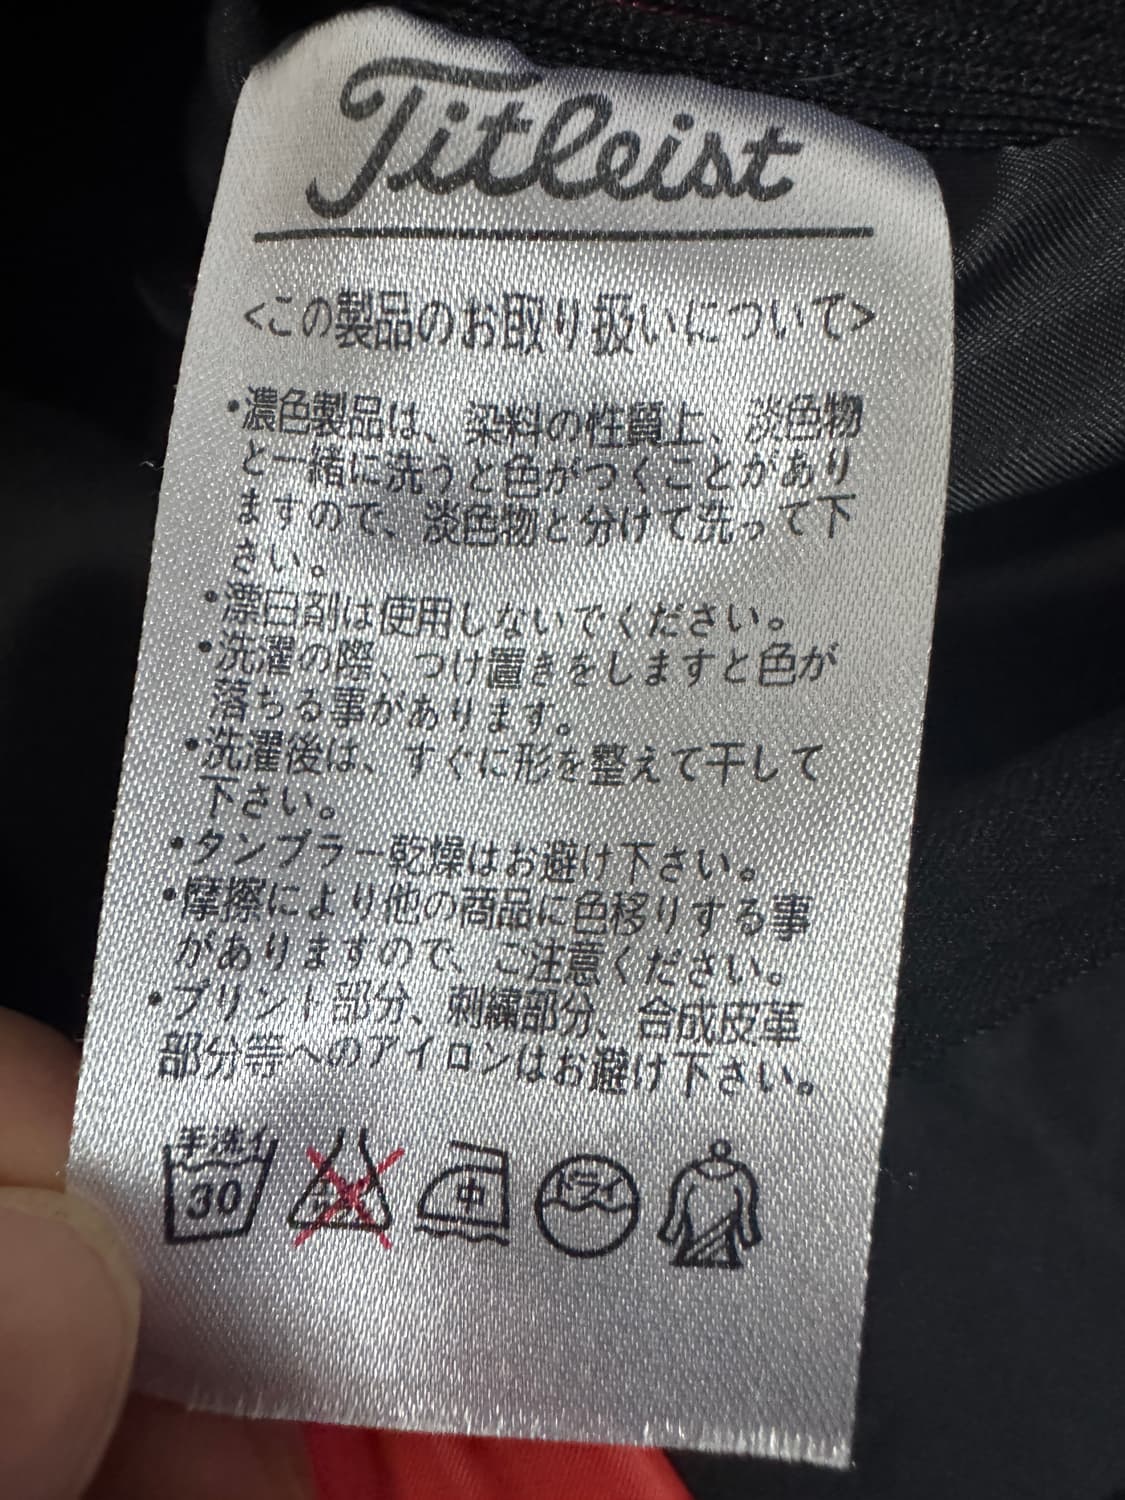 Titleist
<この製品のお取り扱いについて>
・濃色製品は、染料の性質上、淡色物
と一緒に洗うと色がつくことがあり
ますので、淡色物と分けて洗って下
さい。
・漂白剤は使用しないでください。
・洗濯の際、つけ置きをしますと色が
落ちる事があります。
・洗濯後は、すぐに形を整えて干して
下さい。
・タンブラー乾燥はお避け下さい。
・摩擦により他の商品に色移りする事
がありますので、ご注意ください。
・プリント部分、刺繍部分、合成皮革
部分等へのアイロンはお避け下さい。
手洗イ 30 中 ドライ